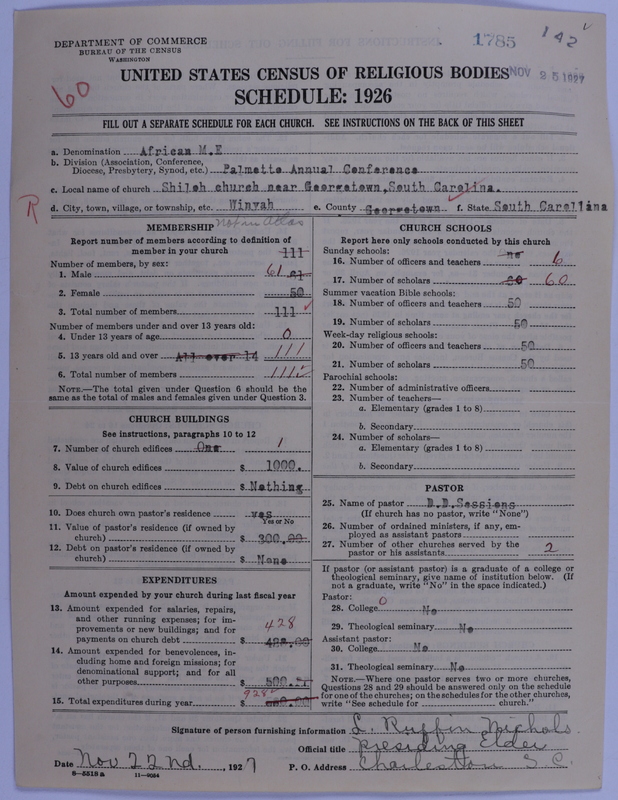 1785
142
DEPARTMENT OF COMMERCE
BUREAU OF THE CENSUS
WASHINGTON
NOV 25 1927
UNITED STATES CENSUS OF RELIGIOUS BODIES
SCHEDULE: 1926
60
FILL OUT A SEPARATE SCHEDULE FOR EACH CHURCH. SEE INSTRUCTIONS ON THE BACK OF THIS SHEET
a. Denomination African M.E
b. Division (Association, Conference, Diocese, Presbytery, Synod, etc.) Palmetto Annual Conference
c. Local name of church Shiloh church near Georgetown, South Carolina.
R
d. City, town, village, or township, etc. Winyah e. County Georgetown f. State South Carollina
not in Atlas
MEMBERSHIP
Report number of members according to definition of
member in your church 111
Number of members, by sex:
1. Male 61 61
2. Female 50
3. Total number of members 111
Number of members under and over 13 years old:
4. Under 13 years of age 0
5. 13 years old and over All over 14 111
6. Total number of members 111
NOTE.—The total given under Question 6 should be the
same as the total of males and females given under Question 3.
CHURCH BUILDINGS
See instructions, paragraphs 10 to 12
7. Number of church edifices One 1
8. Value of church edifices $ 1000.
9. Debt on church edifices $ Nothing
10. Does church own pastor's residence yes
Yes or No
11. Value of pastor's residence (if owned by
church) $ 300.00
12. Debt on pastor's residence (if owned by
church) $ None
EXPENDITURES
Amount expended by your church during last fiscal year
13. Amount expended for salaries, repairs,
and other running expenses; for im-
provements or new buildings; and for
payments on church debt $ 428
14. Amount expended for benevolences, in-
cluding home and foreign missions; for
denominational support; and for all
other purposes $ 500.
15. Total expenditures during year $ 928
CHURCH SCHOOLS
Report here only schools conducted by this church
Sunday schools:
16. Number of officers and teachers 6
17. Number of scholars 60
Summer vacation Bible schools:
18. Number of officers and teachers 50
19. Number of scholars 50
Week-day religious schools:
20. Number of officers and teachers 50
21. Number of scholars 50
Parochial schools:
22. Number of administrative officers
23. Number of teachers—
a. Elementary (grades 1 to 8)
b. Secondary
24. Number of scholars—
a. Elementary (grades 1 to 8)
b. Secondary
PASTOR
25. Name of pastor Sessions
(If church has no pastor, write "None")
26. Number of ordained ministers, if any, em-
ployed as assistant pastors
27. Number of other churches served by the
pastor or his assistants 2
If pastor (or assistant pastor) is a graduate of a college or
theological seminary, give name of institution below. (If
not a graduate, write "No" in the space indicated.)
Pastor:
28. College 0 No
29. Theological seminary No
Assistant pastor:
30. College No
31. Theological seminary No
NOTE.—Where one pastor serves two or more churches,
Questions 28 and 29 should be answered only on the schedule
for one of the churches; on the schedules for the other churches,
write "See schedule for church."
Signature of person furnishing information L. Ruffin Nichols
Official title Presiding Elder
Date Nov 22nd, 1927 P. O. Address Charleston S. C.
8—5518a 11—9054